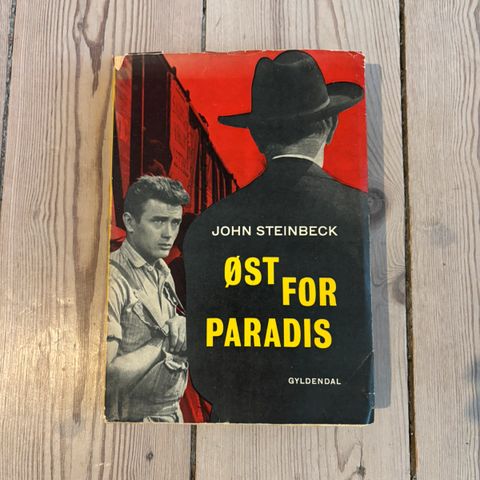 JOHN STEINBECK
ØST
FOR
PARADIS
GYLDENDAL